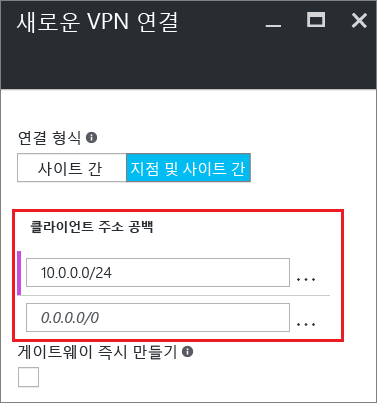 새로운 VPN 연결
연결 형식
사이트 간 지점 및 사이트 간
클라이언트 주소 공백
10.0.0.0/24 ...
0.0.0.0/0 ...
게이트웨이 즉시 만들기